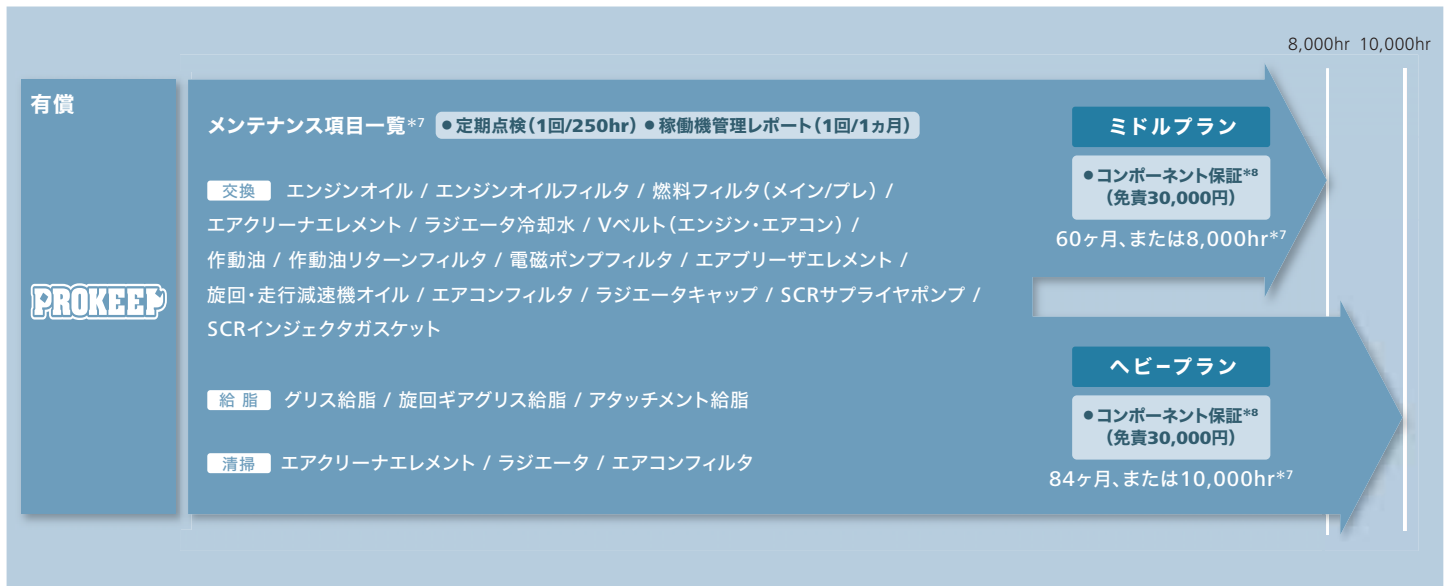 8,000hr 10,000hr
有償
PROKEEP
メンテナンス項目一覧*7 ●定期点検(1回/250hr) ●稼働機管理レポート(1回/1ヵ月)
交換 エンジンオイル / エンジンオイルフィルタ / 燃料フィルタ(メイン/プレ) /
エアクリーナエレメント / ラジエータ冷却水 / Vベルト(エンジン・エアコン) /
作動油 / 作動油リターンフィルタ / 電磁ポンプフィルタ / エアブリーザエレメント /
旋回・走行減速機オイル / エアコンフィルタ / ラジエータキャップ / SCRサプライヤポンプ /
SCRインジェクタガスケット
給脂 グリス給脂 / 旋回ギアグリス給脂 / アタッチメント給脂
清掃 エアクリーナエレメント / ラジエータ / エアコンフィルタ
ミドルプラン
●コンポーネント保証*8
(免責30,000円)
60ヶ月、または8,000hr*7
ヘビープラン
●コンポーネント保証*8
(免責30,000円)
84ヶ月、または10,000hr*7